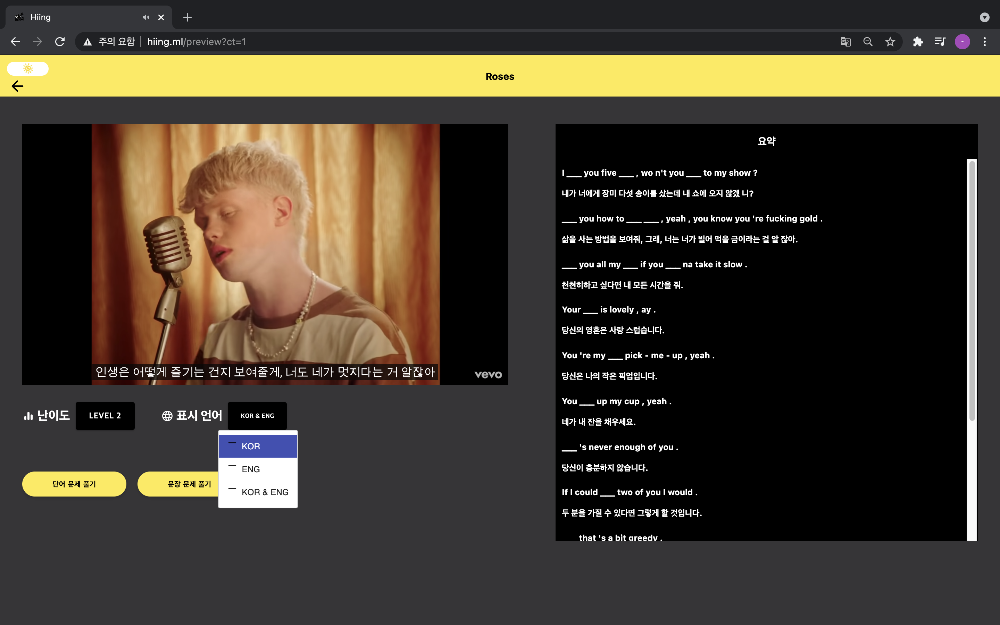 Hiing
주의 요함 | hiing.ml/preview?ct=1
-
Roses
인생은 어떻게 즐기는 건지 보여줄게, 너도 네가 멋지다는 거 알잖아
vevo
난이도
LEVEL 2
표시 언어
KOR & ENG
KOR
ENG
KOR & ENG
단어 문제 풀기
문장 문제 풀기
요약
I ___ you five ___ , wo n't you ___ to my show ?
내가 너에게 장미 다섯 송이를 샀는데 내 쇼에 오지 않겠 니?
___ you how to ___ ___ , yeah , you know you 're fucking gold .
삶을 사는 방법을 보여줘, 그래, 너는 너가 빌어 먹을 금이라는 걸 알 잖아.
___ you all my ___ if you ___ na take it slow .
천천히하고 싶다면 내 모든 시간을 줘.
Your ___ is lovely , ay .
당신의 영혼은 사랑 스럽습니다.
You 're my ___ pick - me - up , yeah .
당신은 나의 작은 픽업입니다.
You ___ up my cup , yeah .
네가 내 잔을 채우세요.
___ 's never enough of you .
당신이 충분하지 않습니다.
If I could ___ two of you I would .
두 분을 가질 수 있다면 그렇게 할 것입니다.
that 's a bit greedy .